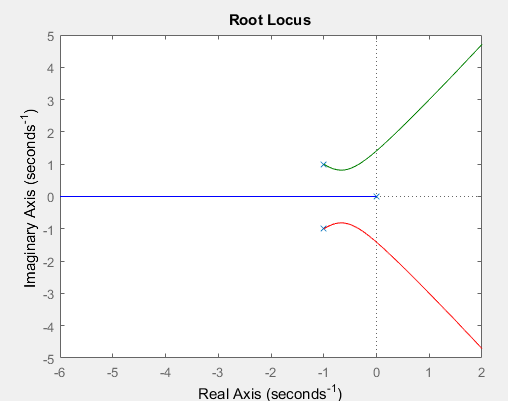 Root Locus
5
4
3
2
1
0
-1
-2
-3
-4
-5
Imaginary Axis (seconds⁻¹)
-6 -5 -4 -3 -2 -1 0 1 2
Real Axis (seconds⁻¹)